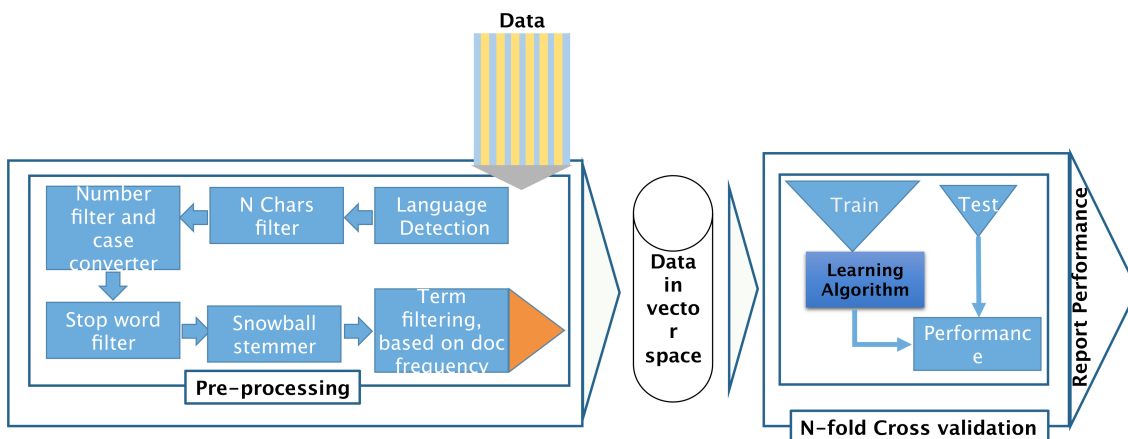 Data
Number
filter and
case
converter
N Chars
filter
Language
Detection
Stop word
filter
Snowball
stemmer
Term
filtering,
based on doc
frequency
Pre-processing
Data
in
vecto
r
space
Train
Test
Learning
Algorithm
Performanc
e
N-fold Cross validation
Report Performance